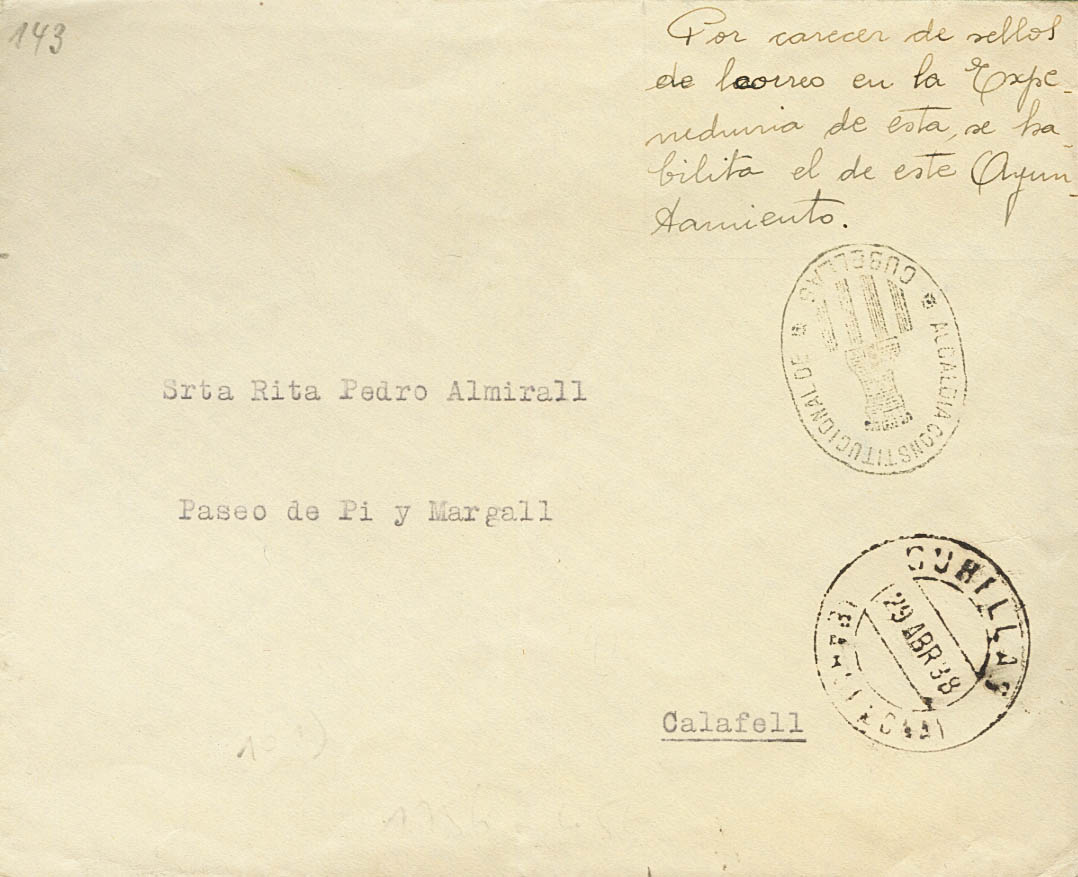 143
Por carecer de sellos
de correo en la Expe-
neduria de esta, se ha-
bilita el de este Ayun-
tamiento.
ALCALDIA CONSTITUCIONAL DE
CUBELLAS
Srta Rita Pedro Almirall
Paseo de Pi y Margall
CUBELLAS
29 ABR 38
Calafell